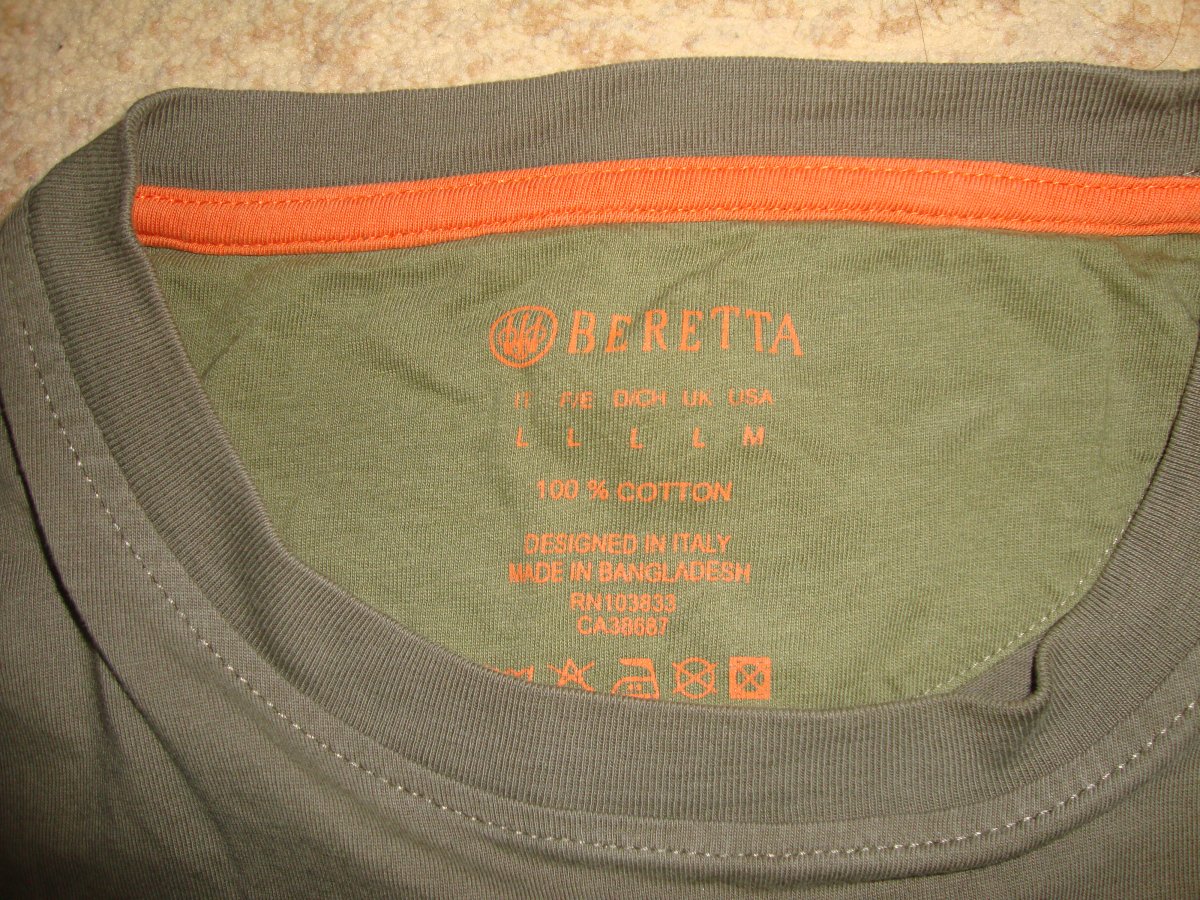 BERETTA
IT F/E D/CH UK USA
L L L L M
100 % COTTON
DESIGNED IN ITALY
MADE IN BANGLADESH
RN103833
CA38687